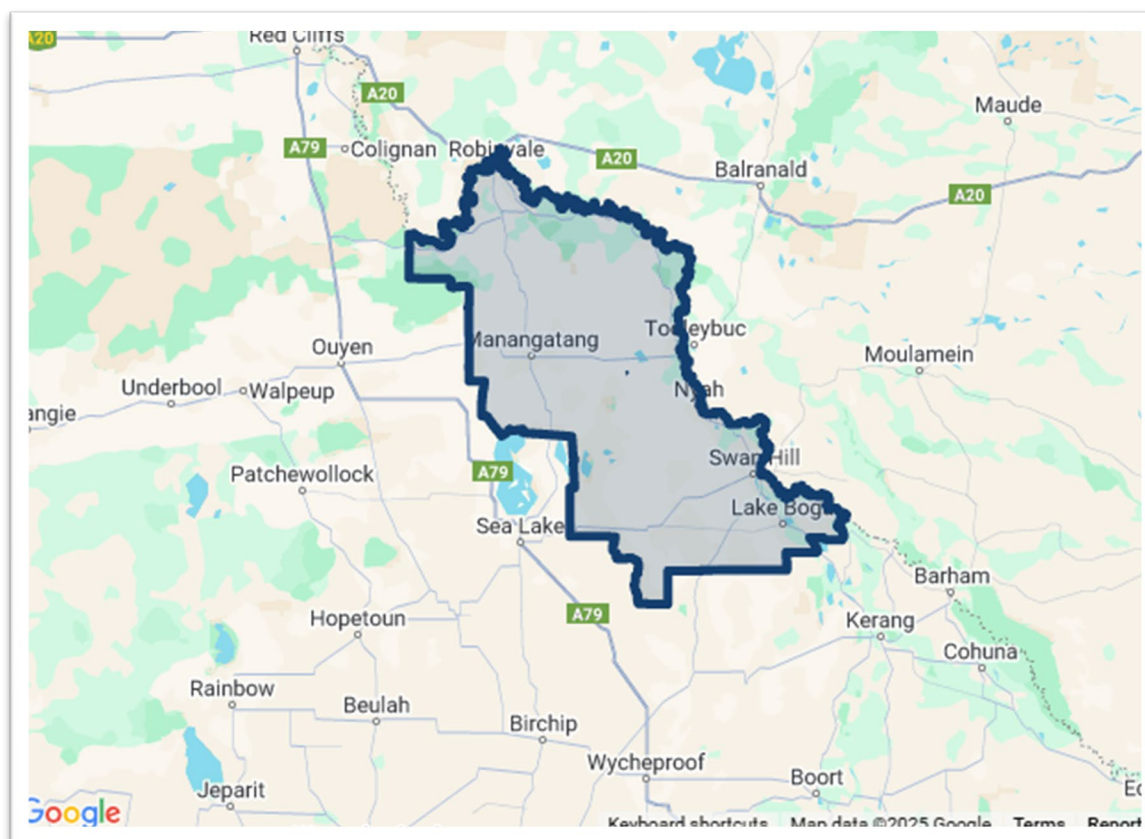 A20
Red Cliffs
A20
Maude
A79
Colignan
Robinvale
A20
Balranald
A20
Tooleybuc
Manangatang
Ouyen
Moulamein
Underbool
Walpeup
Nyah
angie
Swan Hill
A79
Patchewollock
Lake Bog
Sea Lake
Barham
A79
Hopetoun
Kerang
Cohuna
Rainbow
Beulah
Birchip
Wycheproof
Boort
Jeparit
Google
Keyboard shortcuts Map data ©2025 Google Terms Report